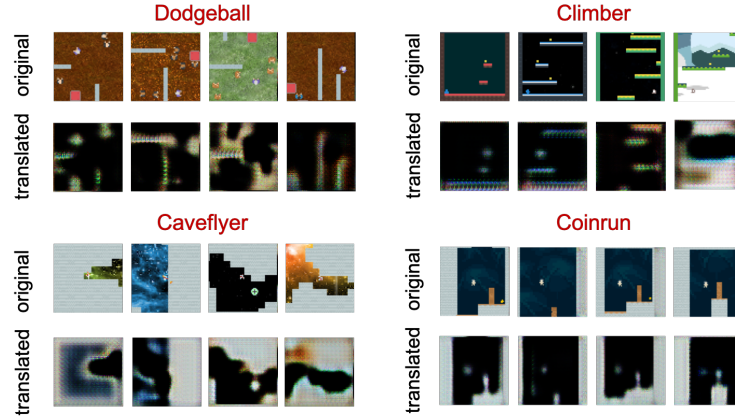 Dodgeball
original
translated
Climber
original
translated
Caveflyer
original
translated
Coinrun
original
translated